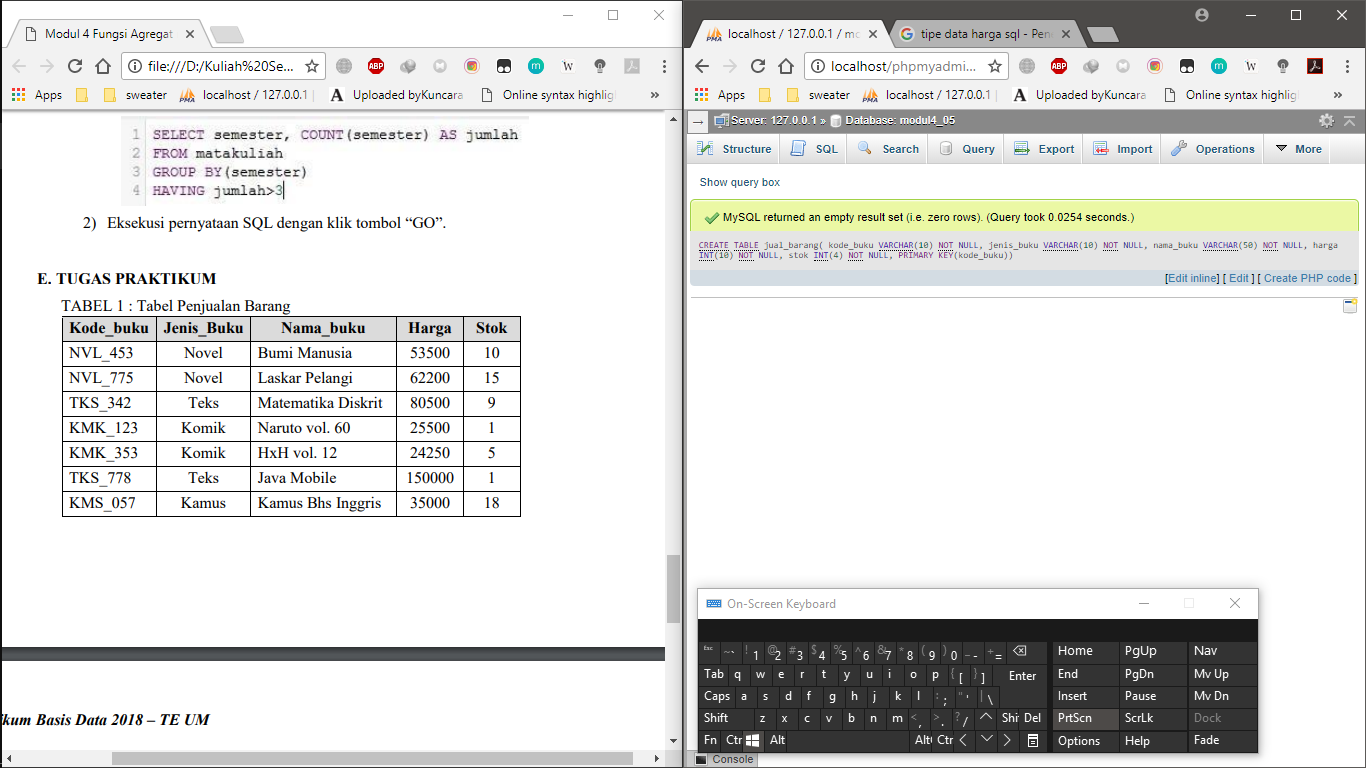 Modul 4 Fungsi Agregat
file:///D:/Kuliah%20Se...
Apps
sweater
localhost / 127.0.0.1
Uploaded byKuncara
Online syntax highlig
»
1 SELECT semester, COUNT(semester) AS jumlah
2 FROM matakuliah
3 GROUP BY(semester)
4 HAVING jumlah>3
2) Eksekusi pernyataan SQL dengan klik tombol “GO”.
E. TUGAS PRAKTIKUM
TABEL 1 : Tabel Penjualan Barang
Kode_buku Jenis_Buku Nama_buku Harga Stok
NVL_453 Novel Bumi Manusia 53500 10
NVL_775 Novel Laskar Pelangi 62200 15
TKS_342 Teks Matematika Diskrit 80500 9
KMK_123 Komik Naruto vol. 60 25500 1
KMK_353 Komik HxH vol. 12 24250 5
TKS_778 Teks Java Mobile 150000 1
KMS_057 Kamus Kamus Bhs Inggris 35000 18
ikum Basis Data 2018 – TE UM
localhost / 127.0.0.1 / mo
tipe data harga sql - Pen
localhost/phpmyadmi...
Apps
sweater
localhost / 127.0.0.1
Uploaded byKuncara
Online syntax highlig
»
Server: 127.0.0.1 » Database: modul4_05
Structure SQL Search Query Export Import Operations More
Show query box
MySQL returned an empty result set (i.e. zero rows). (Query took 0.0254 seconds.)
CREATE TABLE jual_barang( kode_buku VARCHAR(10) NOT NULL, jenis_buku VARCHAR(10) NOT NULL, nama_buku VARCHAR(50) NOT NULL, harga
INT(10) NOT NULL, stok INT(4) NOT NULL, PRIMARY KEY(kode_buku))
[Edit inline] [ Edit ] [ Create PHP code ]
On-Screen Keyboard
Esc ~ ` ! 1 @ 2 # 3 $ 4 % 5 ^ 6 & 7 * 8 ( 9 ) 0 _ - + = Home PgUp Nav
Tab q w e r t y u i o p { [ } ] Enter End PgDn Mv Up
Caps a s d f g h j k l : ; " ' | \ Insert Pause Mv Dn
Shift z x c v b n m < , > . ? / Shi Del PrtScn ScrLk Dock
Fn Ctr Alt Alt Ctr Options Help Fade
Console